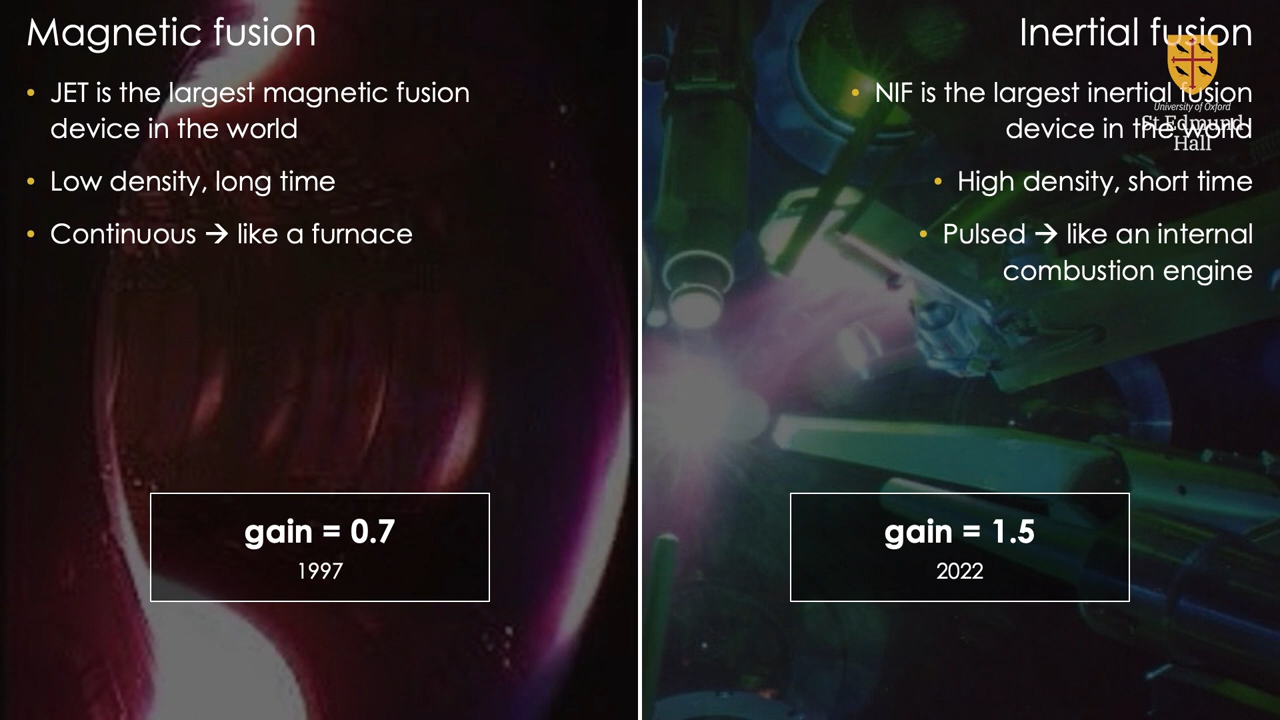 Magnetic fusion
• JET is the largest magnetic fusion
device in the world
• Low density, long time
• Continuous → like a furnace
gain = 0.7
1997
Inertial fusion
• NIF is the largest inertial fusion
device in the world
• High density, short time
• Pulsed → like an internal
combustion engine
gain = 1.5
2022
University of Oxford
St Edmund
Hall